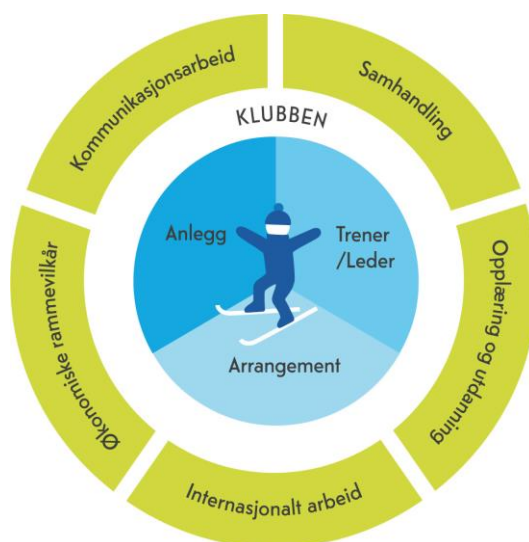 Kommunikasjonsarbeid
Samhandling
KLUBBEN
Anlegg
Trener
/Leder
Arrangement
Økonomiske rammevilkår
Opplæring og utdanning
Internasjonalt arbeid